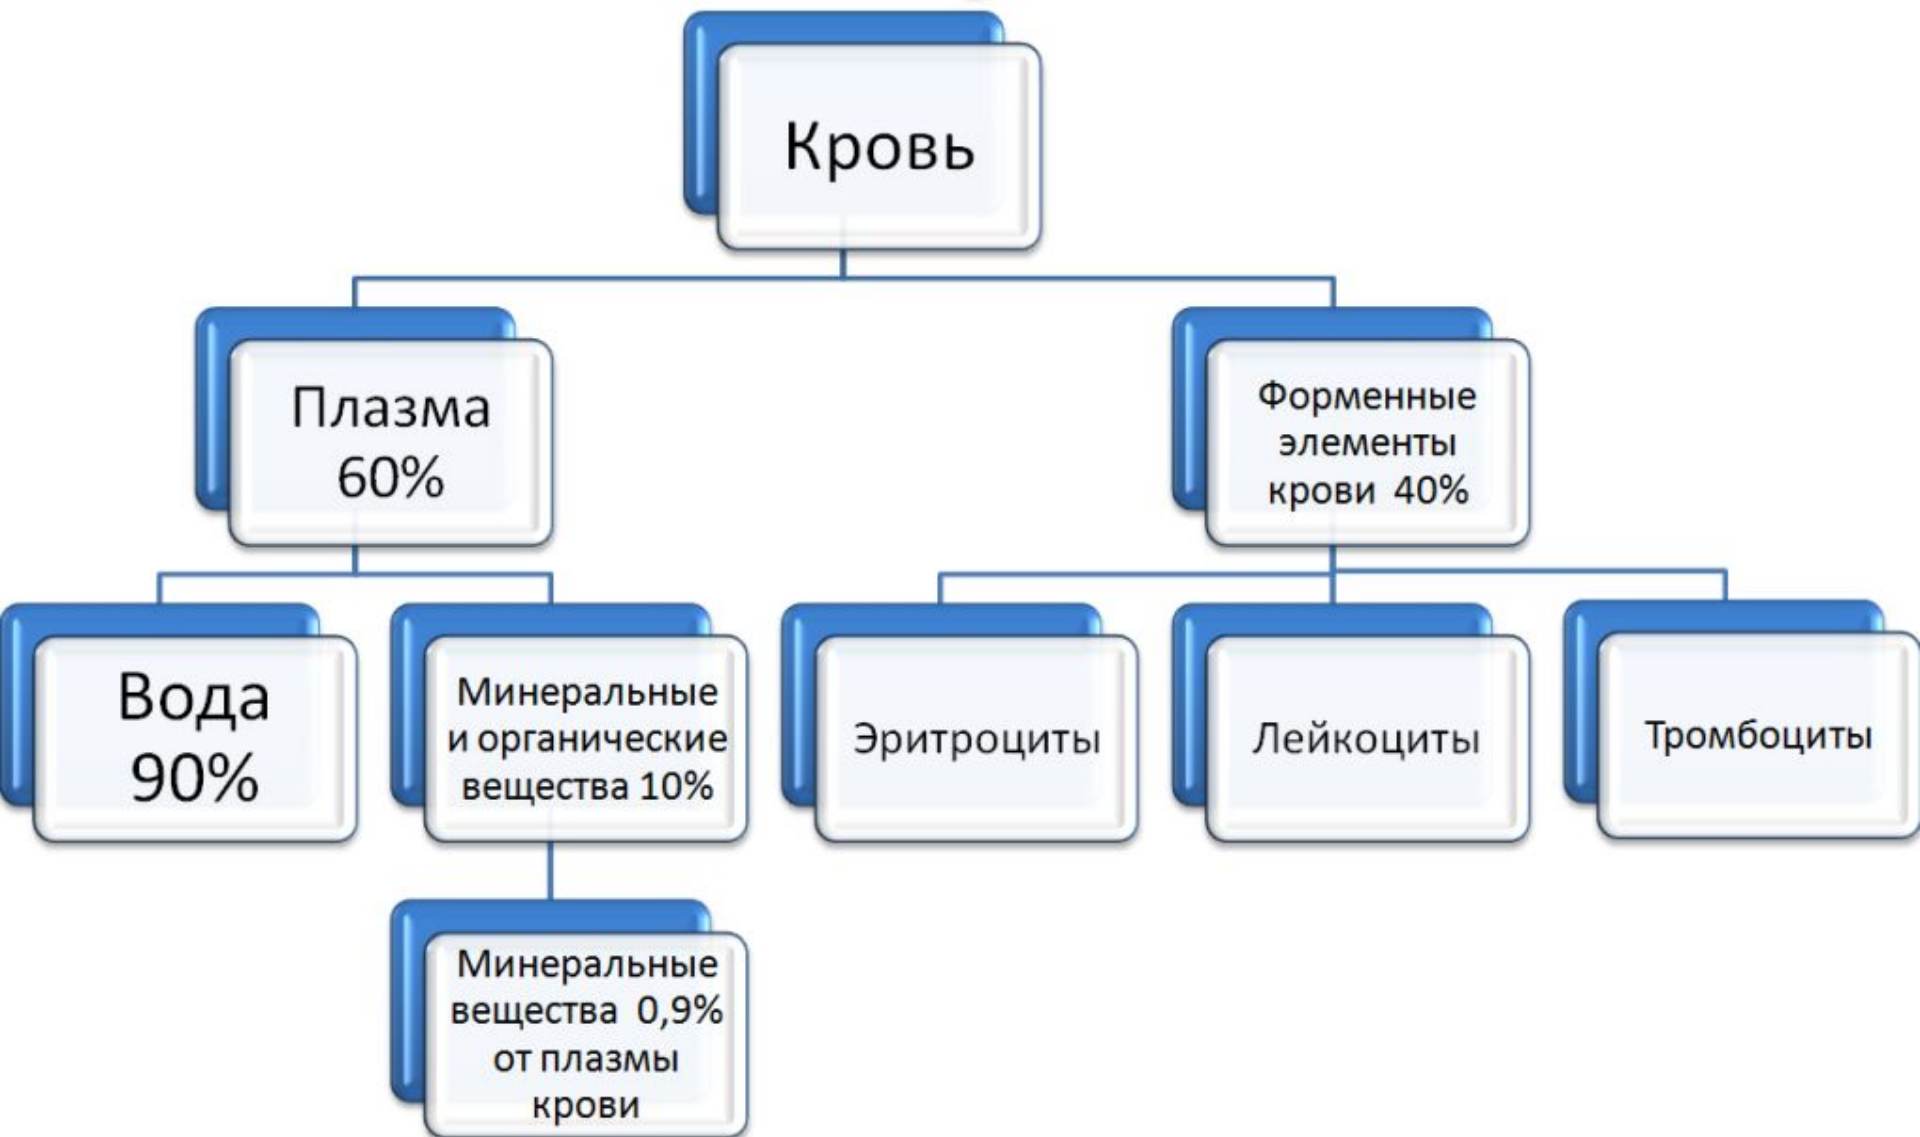 Кровь
Плазма
60%
Форменные
элементы
крови 40%
Вода
90%
Минеральные
и органические
вещества 10%
Эритроциты
Лейкоциты
Тромбоциты
Минеральные
вещества 0,9%
от плазмы
крови